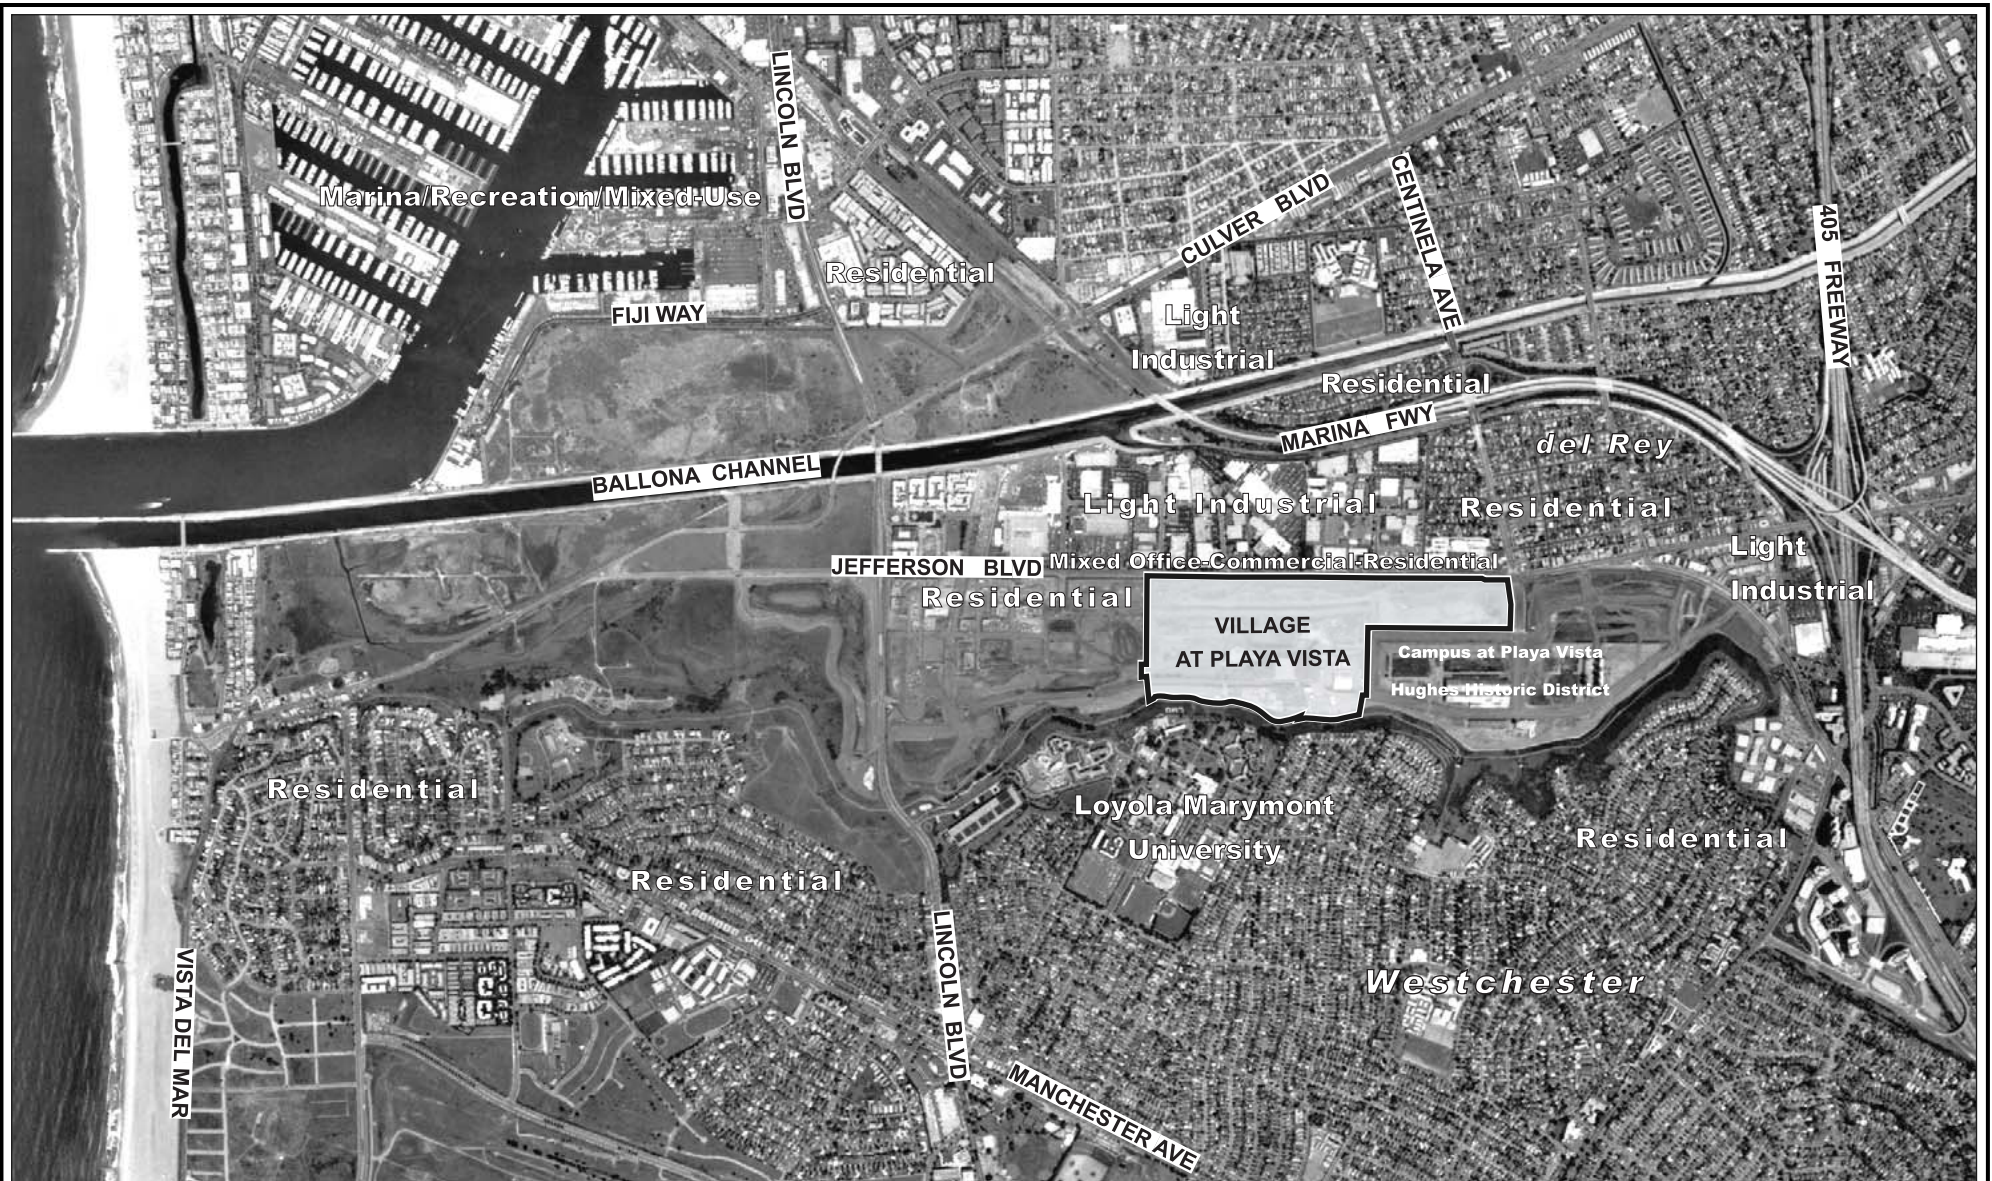 LINCOLN BLVD
Marina/Recreation/Mixed-Use
CULVER BLVD
CENTINELA AVE
405 FREEWAY
Residential
FIJI WAY
Light
Industrial
Residential
MARINA FWY
del Rey
BALLONA CHANNEL
Light Industrial
Residential
JEFFERSON BLVD
Mixed Office-Commercial-Residential
Light
Industrial
Residential
VILLAGE
AT PLAYA VISTA
Campus at Playa Vista
Hughes Historic District
Residential
Loyola Marymont
University
Residential
Residential
LINCOLN BLVD
VISTA DEL MAR
Westchester
MANCHESTER AVE